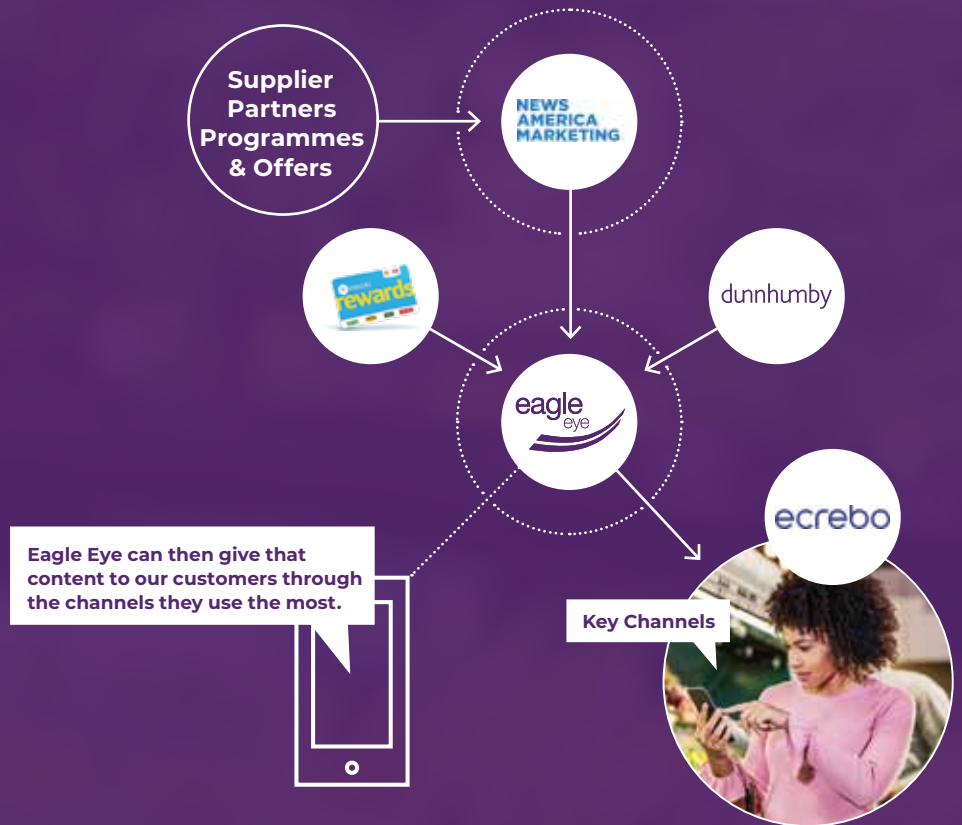 Supplier
Partners
Programmes
& Offers
NEWS
AMERICA
MARKETING
rewards
dunnhumby
eagle
eye
ecrebo
Eagle Eye can then give that
content to our customers through
the channels they use the most.
Key Channels